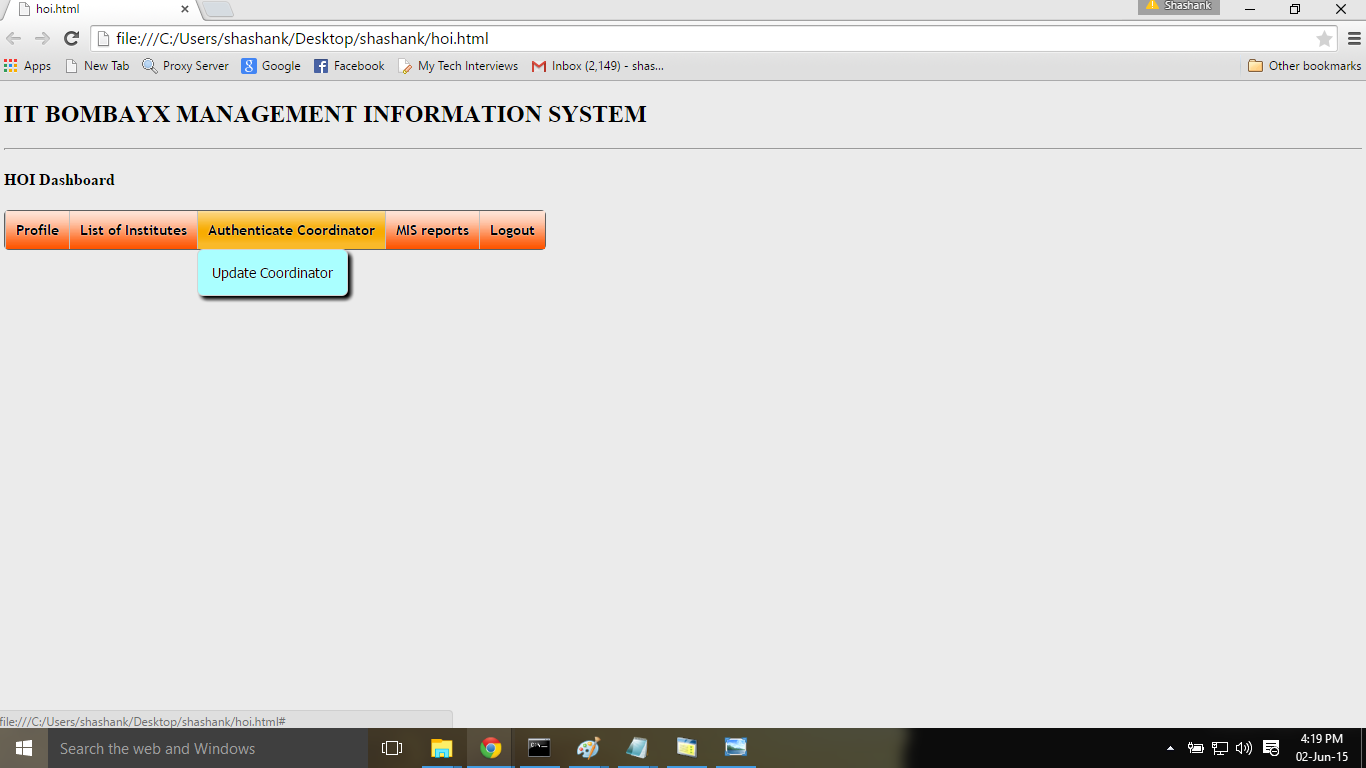 hoi.html
Shashank
file:///C:/Users/shashank/Desktop/shashank/hoi.html
Apps New Tab Proxy Server Google Facebook My Tech Interviews Inbox (2,149) - shas... Other bookmarks
IIT BOMBAYX MANAGEMENT INFORMATION SYSTEM
HOI Dashboard
Profile List of Institutes Authenticate Coordinator MIS reports Logout
Update Coordinator
file:///C:/Users/shashank/Desktop/shashank/hoi.html#
Search the web and Windows
4:19 PM
02-Jun-15